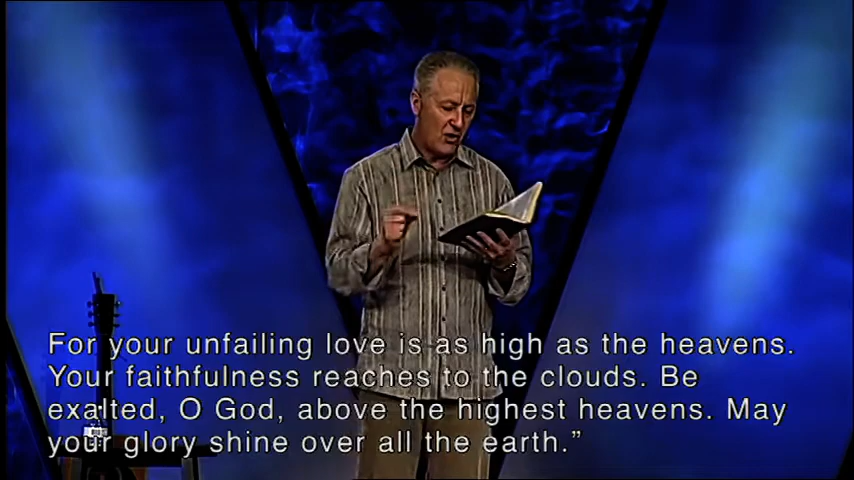 For your unfailing love is as high as the heavens.
Your faithfulness reaches to the clouds. Be
exalted, O God, above the highest heavens. May
your glory shine over all the earth.”